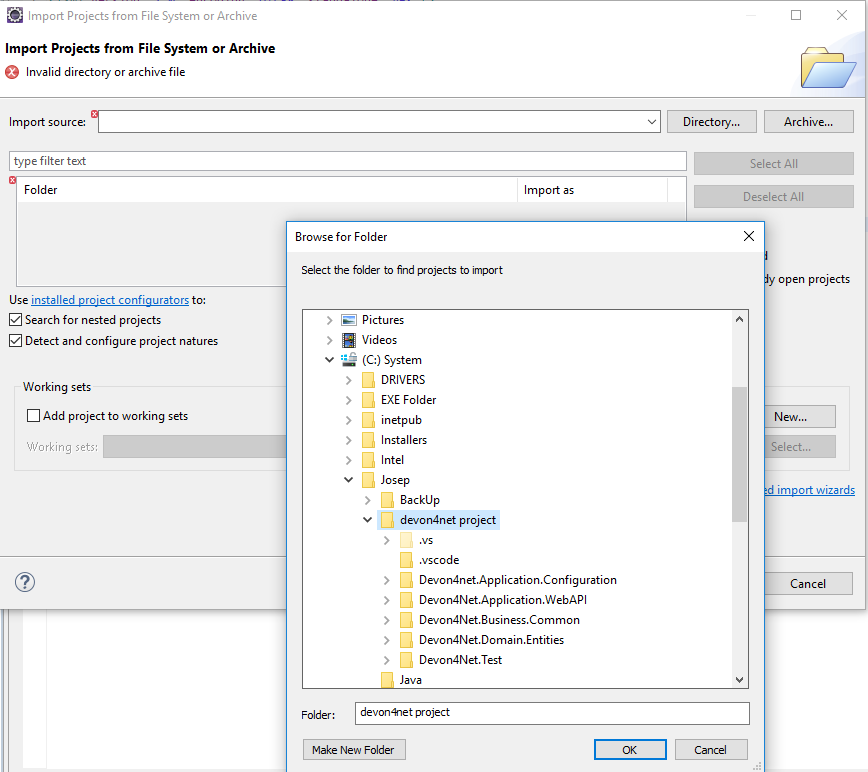 Import Projects from File System or Archive
Import Projects from File System or Archive
Invalid directory or archive file
Import source:
Directory...
Archive...
type filter text
Select All
Folder
Import as
Deselect All
Browse for Folder
Select the folder to find projects to import
dy open projects
Use installed project configurators to:
Search for nested projects
Detect and configure project natures
Working sets
Add project to working sets
New...
Working sets:
Select...
ed import wizards
Pictures
Videos
(C:) System
DRIVERS
EXE Folder
inetpub
Installers
Intel
Josep
BackUp
devon4net project
.vs
.vscode
Devon4net.Application.Configuration
Devon4Net.Application.WebAPI
Devon4Net.Business.Common
Devon4Net.Domain.Entities
Devon4Net.Test
Java
Cancel
Folder:
devon4net project
Make New Folder
OK
Cancel